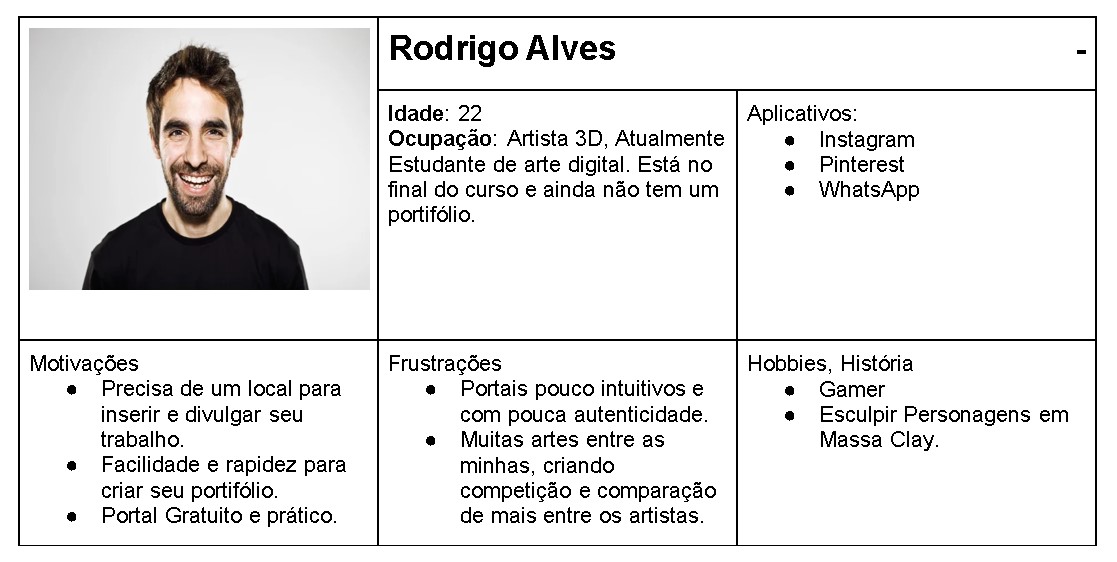 Rodrigo Alves -
Idade: 22
Ocupação: Artista 3D, Atualmente
Estudante de arte digital. Está no
final do curso e ainda não tem um
portifólio.
Aplicativos:
● Instagram
● Pinterest
● WhatsApp
Motivações
● Precisa de um local para
inserir e divulgar seu
trabalho.
● Facilidade e rapidez para
criar seu portifólio.
● Portal Gratuito e prático.
Frustrações
● Portais pouco intuitivos e
com pouca autenticidade.
● Muitas artes entre as
minhas, criando
competição e comparação
de mais entre os artistas.
Hobbies, História
● Gamer
● Esculpir Personagens em
Massa Clay.